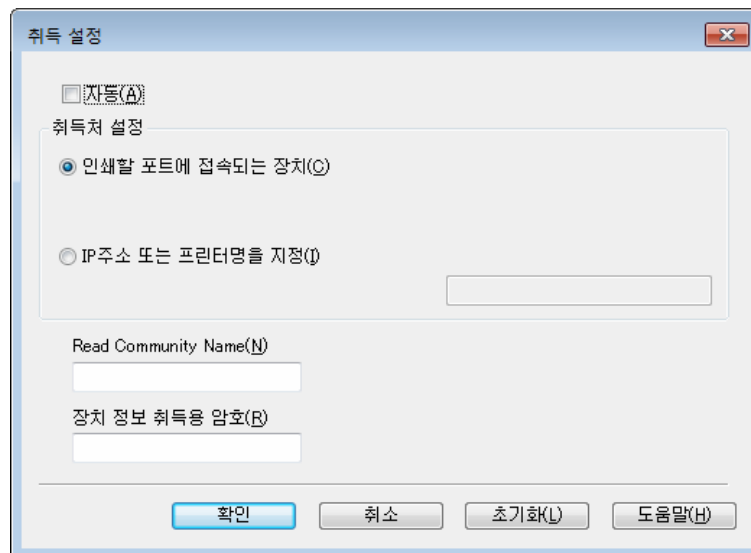 취득 설정
자동(A)
취득처 설정
인쇄할 포트에 접속되는 장치(C)
IP주소 또는 프린터명을 지정(I)
Read Community Name(N)
장치 정보 취득용 암호(R)
확인 취소 초기화(L) 도움말(H)